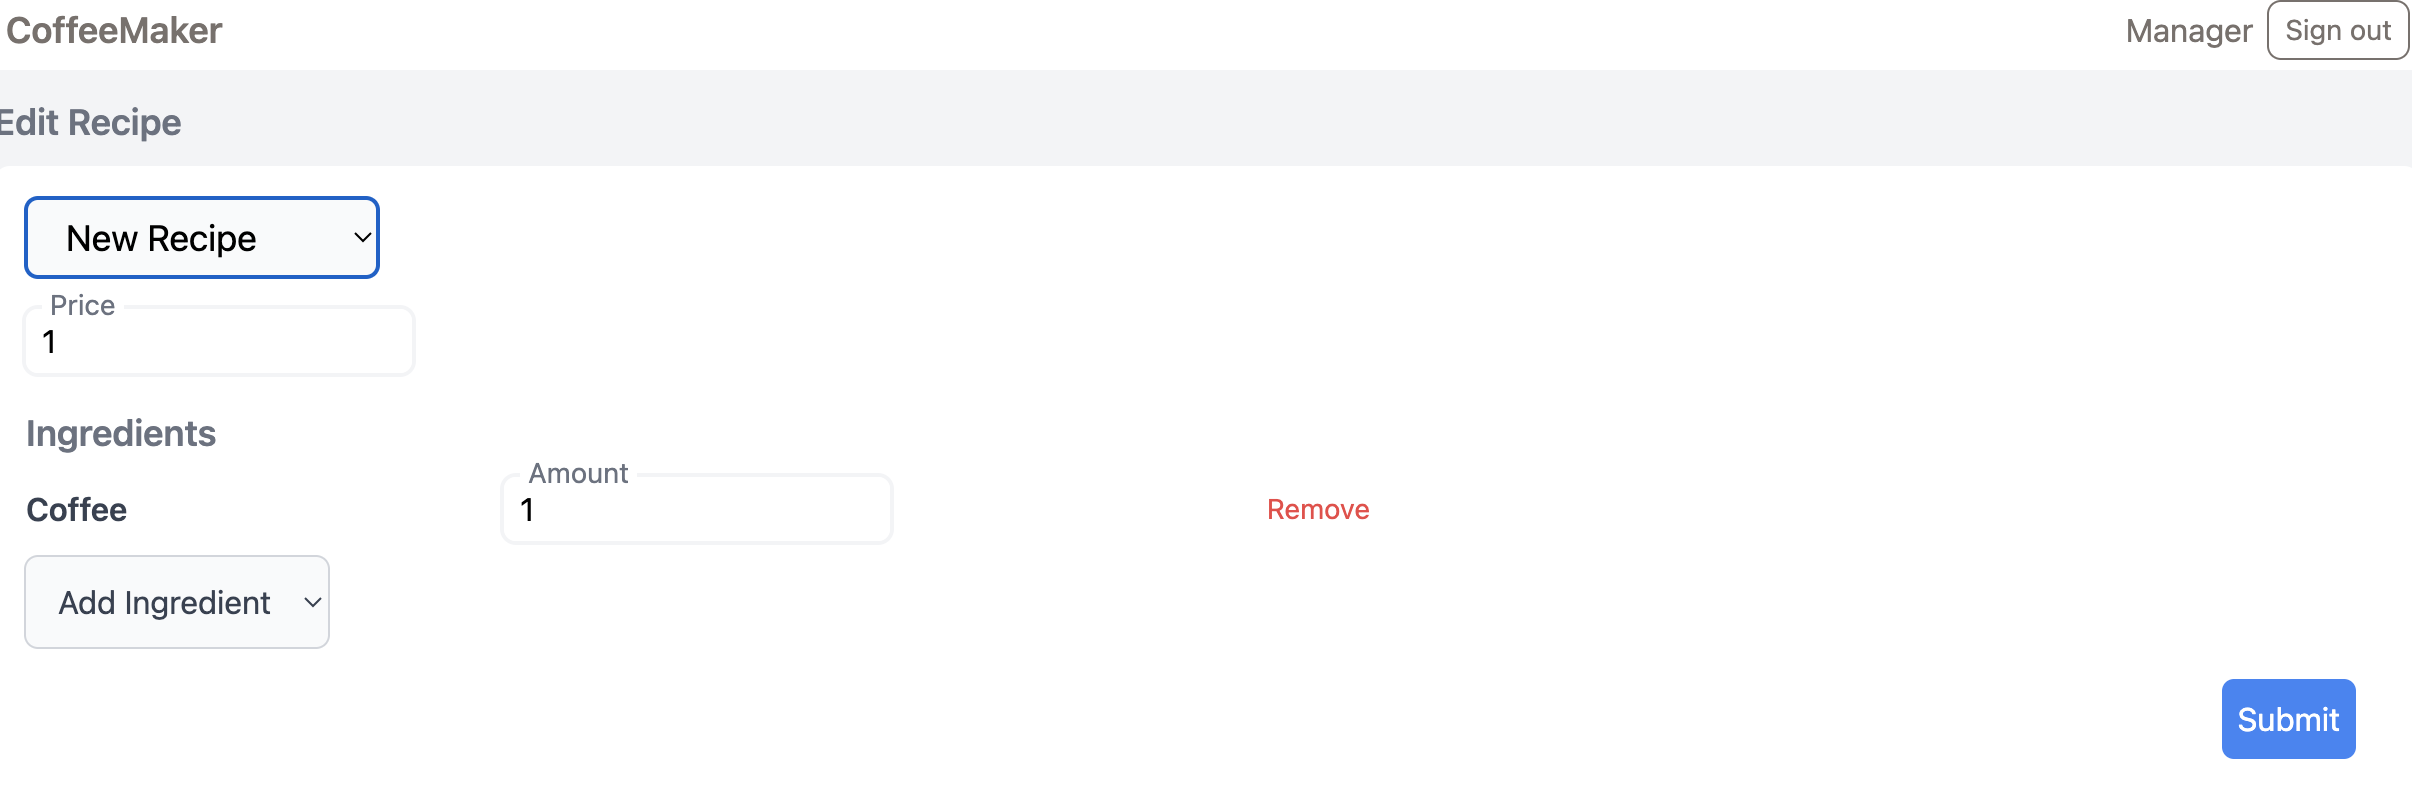 CoffeeMaker
Manager
Sign out
Edit Recipe
New Recipe
Price
1
Ingredients
Coffee
Amount
1
Remove
Add Ingredient
Submit